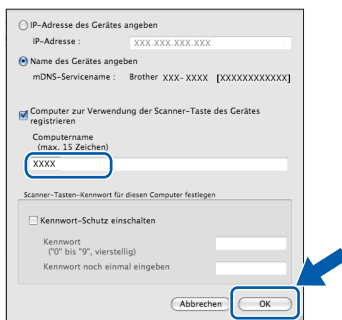 IP-Adresse des Gerätes angeben
IP-Adresse : XXX.XXX.XXX.XXX
Name des Gerätes angeben
mDNS-Servicename : Brother XXX-XXXX [XXXXXXXXXXXX]
Computer zur Verwendung der Scanner-Taste des Gerätes
registrieren
Computername
(max. 15 Zeichen)
XXXX
Scanner-Tasten-Kennwort für diesen Computer festlegen
Kennwort-Schutz einschalten
Kennwort
("0" bis "9", vierstellig)
Kennwort noch einmal eingeben
Abbrechen OK